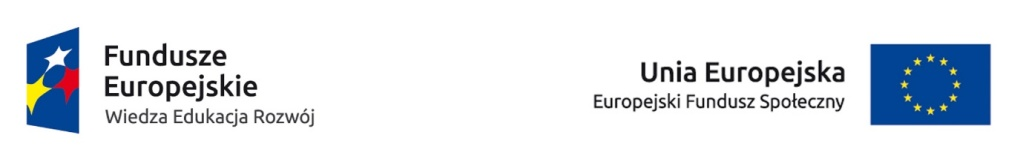 Fundusze
Europejskie
Wiedza Edukacja Rozwój
Unia Europejska
Europejski Fundusz Społeczny